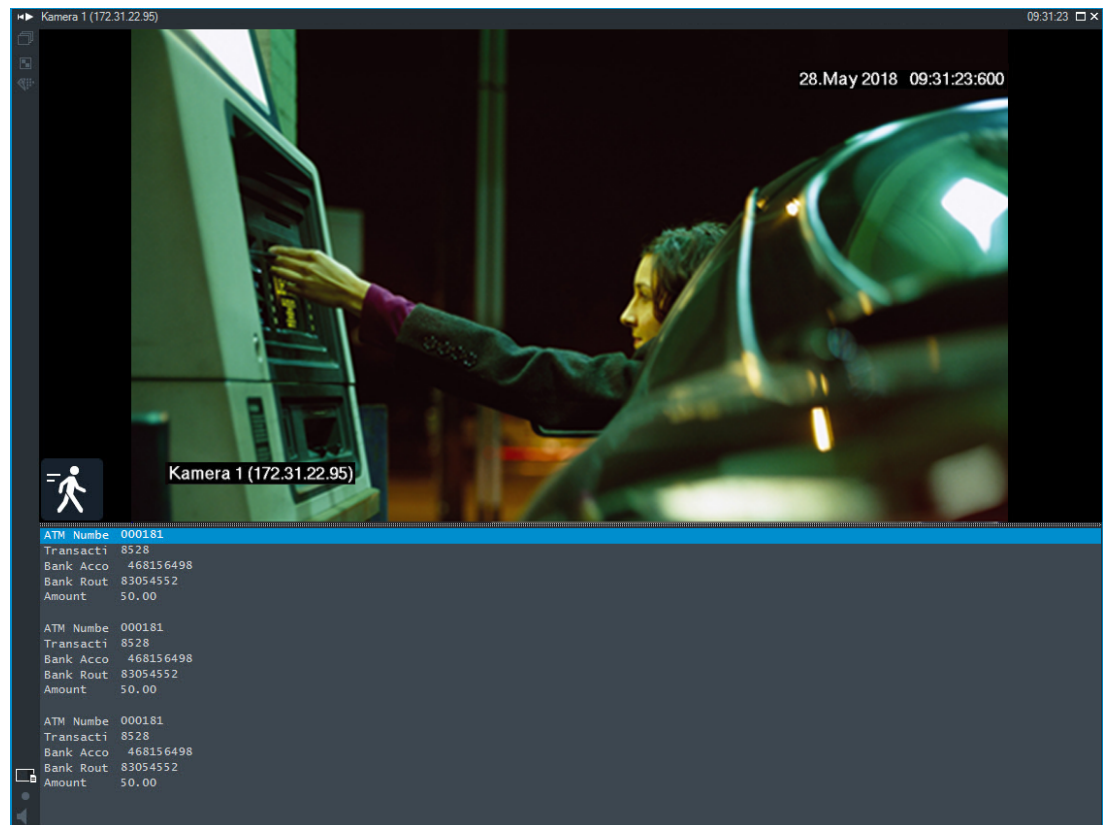 Kamera 1 (172.31.22.95) 09:31:23
28.May 2018 09:31:23:600
Kamera 1 (172.31.22.95)
ATM Numbe 000181
Transacti 8528
Bank Acco 468156498
Bank Rout 83054552
Amount 50.00
ATM Numbe 000181
Transacti 8528
Bank Acco 468156498
Bank Rout 83054552
Amount 50.00
ATM Numbe 000181
Transacti 8528
Bank Acco 468156498
Bank Rout 83054552
Amount 50.00